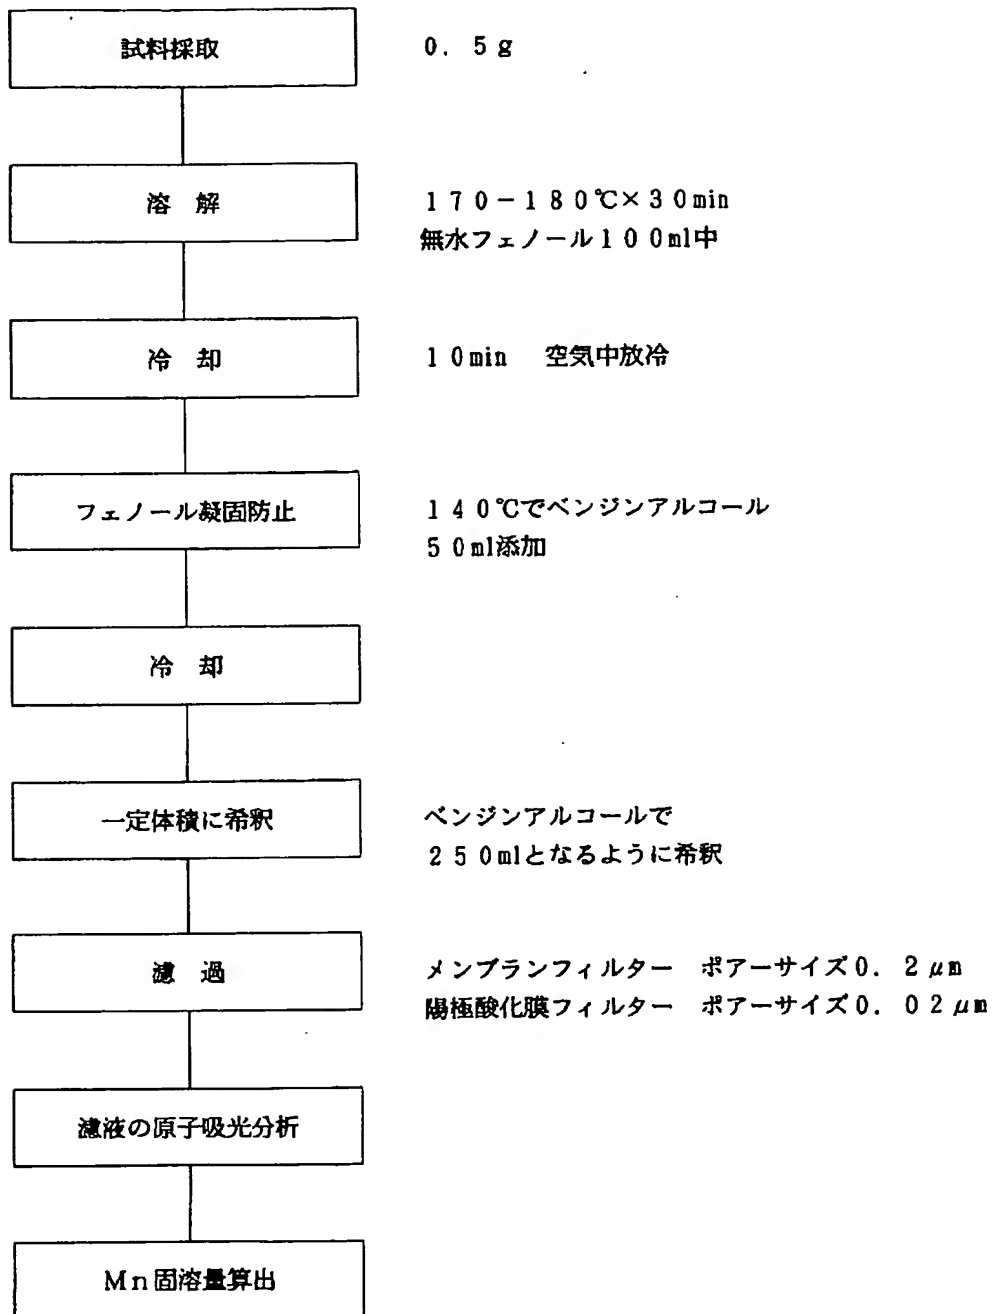 試料採取
0. 5g
溶 解
170-180℃×30min
無水フェノール100ml中
冷 却
10min 空気中放冷
フェノール凝固防止
140℃でベンジンアルコール
50ml添加
冷 却
一定体積に希釈
ベンジンアルコールで
250mlとなるように希釈
濾 過
メンブランフィルター ポアーサイズ0. 2μm
陽極酸化膜フィルター ポアーサイズ0. 02μm
濾液の原子吸光分析
Mn固溶量算出